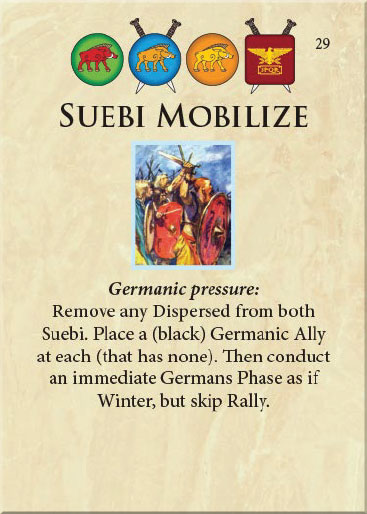 29
SPQR
SUEBI MOBILIZE
Germanic pressure:
Remove any Dispersed from both
Suebi. Place a (black) Germanic Ally
at each (that has none). Then conduct
an immediate Germans Phase as if
Winter, but skip Rally.